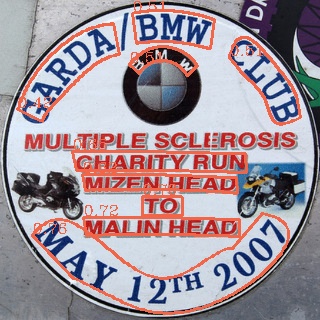 GARDA/BMW CLUB
BMW
MULTIPLE SCLEROSIS
CHARITY RUN
MIZEN HEAD
TO
MALIN HEAD
MAY 12TH 2007